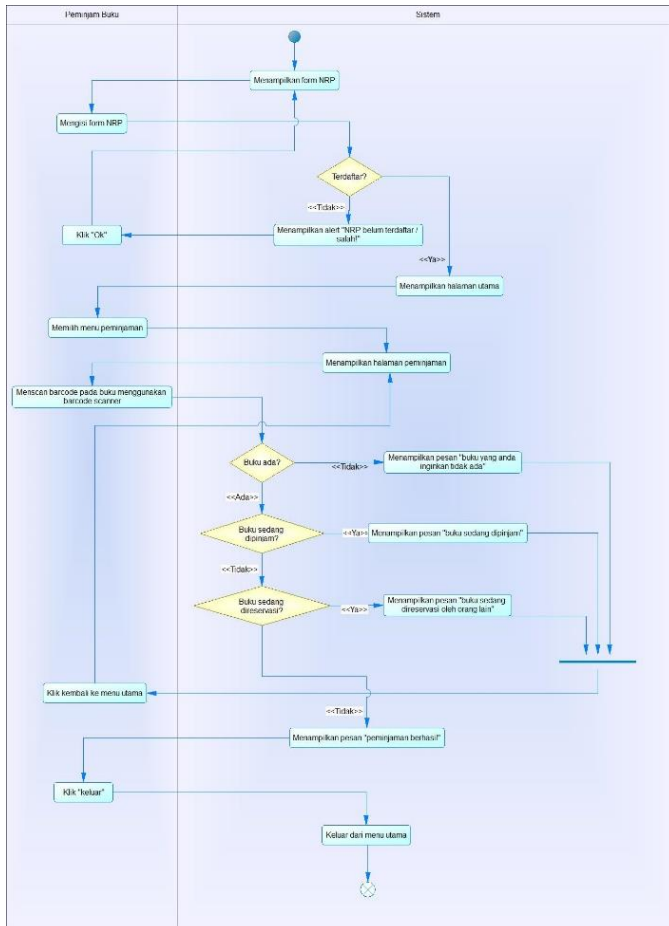 Peminjam Buku
Sistem
Menampilkan form NRP
Mengisi form NRP
Terdaftar?
<<Tidak>>
Klik "Ok"
Menampilkan alert "NRP belum terdaftar /
salah!"
<<Ya>>
Menampilkan halaman utama
Memilih menu peminjaman
Menampilkan halaman peminjaman
Menscan barcode pada buku menggunakan
barcode scanner
Buku ada?
<<Tidak>>
Menampilkan pesan "buku yang anda
inginkan tidak ada"
<<Ada>>
Buku sedang
dipinjam?
<<Ya>>
Menampilkan pesan "buku sedang dipinjam"
<<Tidak>>
Buku sedang
direservasi?
<<Ya>>
Menampilkan pesan "buku sedang
direservasi oleh orang lain"
Klik kembali ke menu utama
<<Tidak>>
Menampilkan pesan "peminjaman berhasil"
Klik "keluar"
Keluar dari menu utama